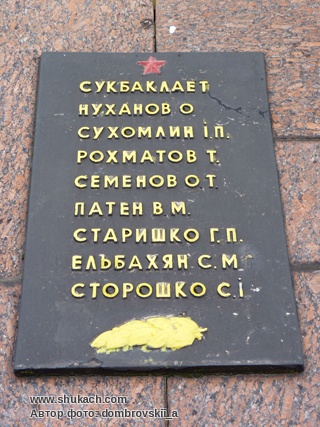 СУКБАКЛАЕТ
НУХАНОВ О.
СУХОМЛИН І.П.
РОХМАТОВ Т.
СЕМЕНОВ О.Т.
ПАТЕН В.М.
СТАРИШКО Г.П.
ЕЛЬБАХЯН С.М
СТОРОШКО С.І
www.shukach.com
Автор фото: dombrovskii_a